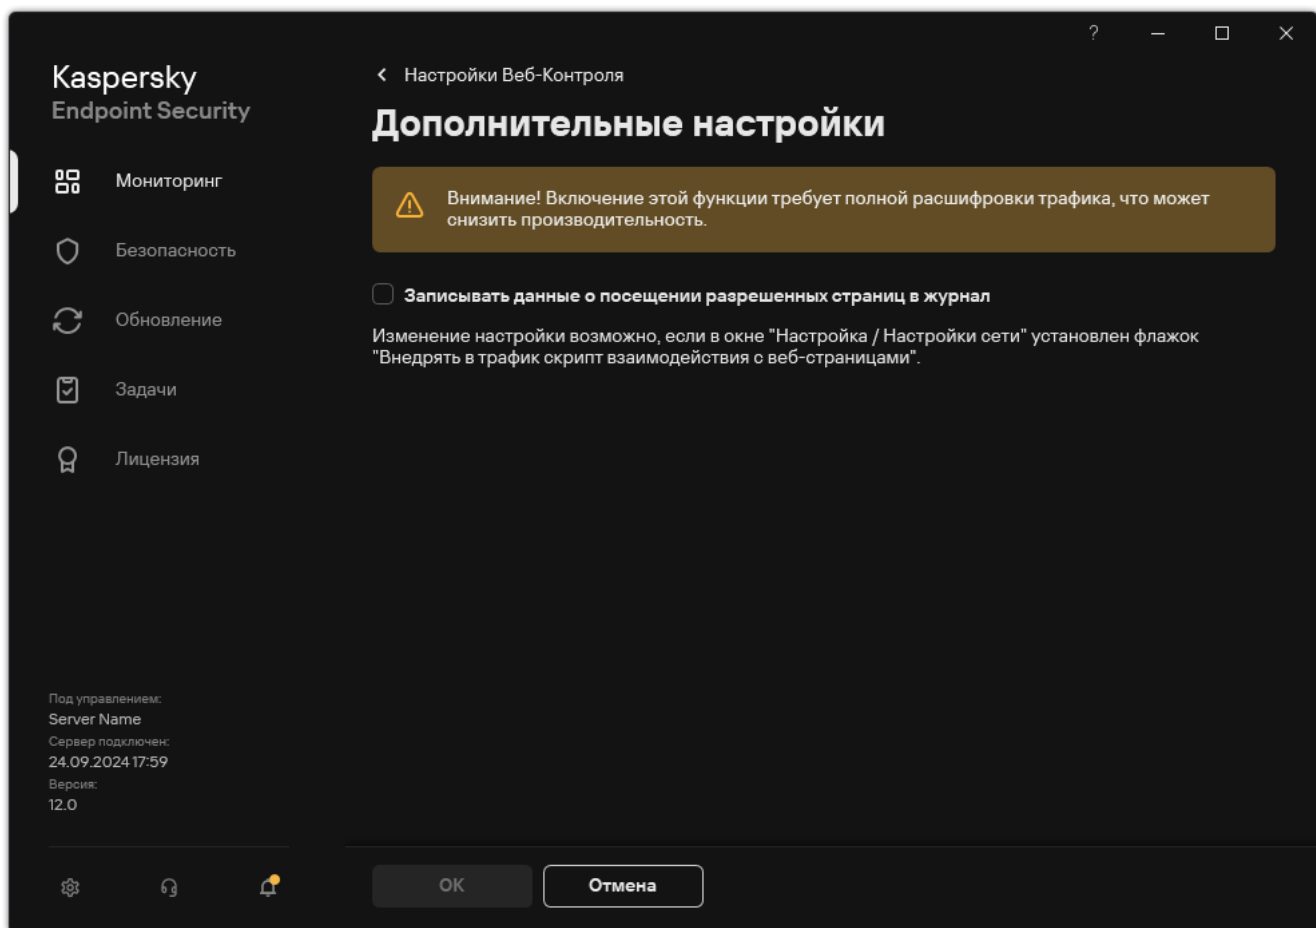 ?
Kaspersky
Endpoint Security
Мониторинг
Безопасность
Обновление
Задачи
Лицензия
Под управлением:
Server Name
Сервер подключен:
24.09.2024 17:59
Версия:
12.0
Настройки Веб-Контроля
Дополнительные настройки
Внимание! Включение этой функции требует полной расшифровки трафика, что может
снизить производительность.
Записывать данные о посещении разрешенных страниц в журнал
Изменение настройки возможно, если в окне "Настройка / Настройки сети" установлен флажок
"Внедрять в трафик скрипт взаимодействия с веб-страницами".
ОК
Отмена